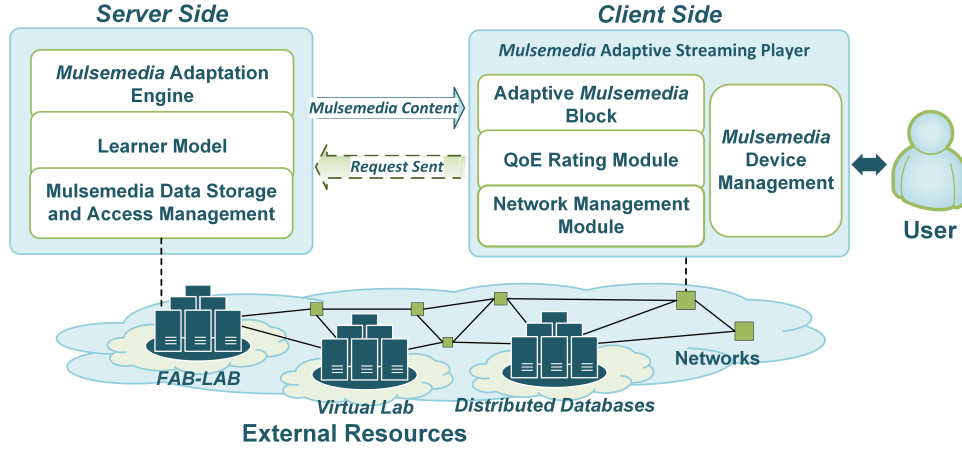 Server Side
Mulsemedia Adaptation
Engine
Learner Model
Mulsemedia Data Storage
and Access Management
Mulsemedia Content
Request Sent
Client Side
Mulsemedia Adaptive Streaming Player
Adaptive Mulsemedia
Block
QoE Rating Module
Network Management
Module
Mulsemedia
Device
Management
User
FAB-LAB
Virtual Lab
Distributed Databases
Networks
External Resources